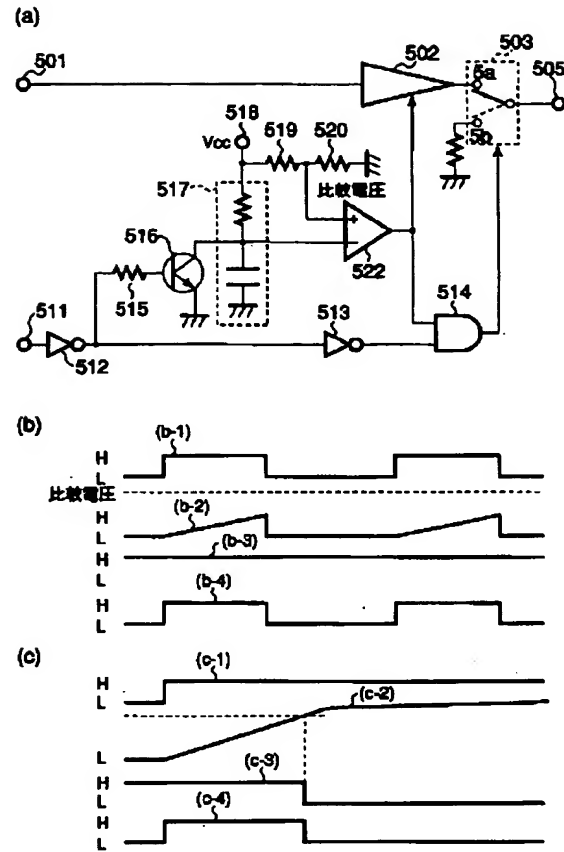 (a)
501
502
503
5a
505
518
Vcc
519
520
5b
517
比較電圧
516
+
−
522
515
514
511
513
512
(b)
H
(b-1)
L
比較電圧
H
(b-2)
L
(b-3)
H
L
H
(b-4)
L
(c)
H
(c-1)
L
(c-2)
L
(c-3)
H
L
H
(c-4)
L